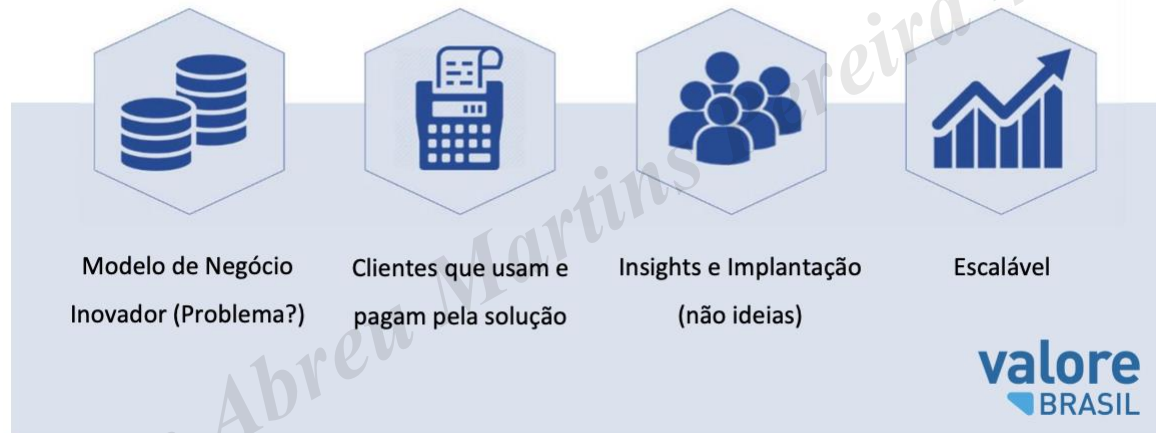 Modelo de Negócio
Inovador (Problema?)
Clientes que usam e
pagam pela solução
Insights e Implantação
(não ideias)
Escalável
valore
BRASIL
Abreu Martins Pereira